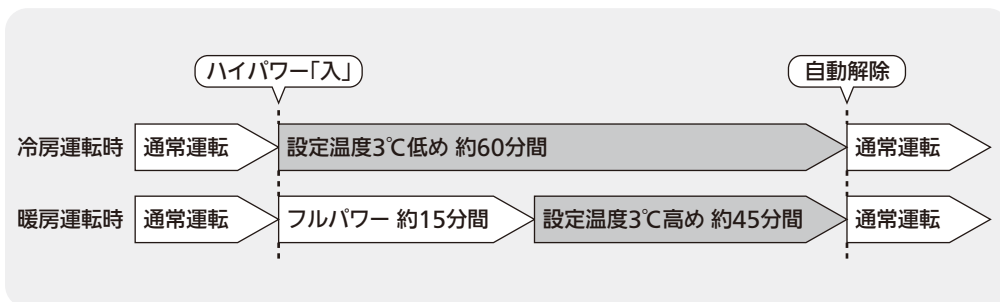 ハイパワー「入」
自動解除
冷房運転時 通常運転 設定温度3℃低め 約60分間 通常運転
暖房運転時 通常運転 フルパワー 約15分間 設定温度3℃高め 約45分間 通常運転